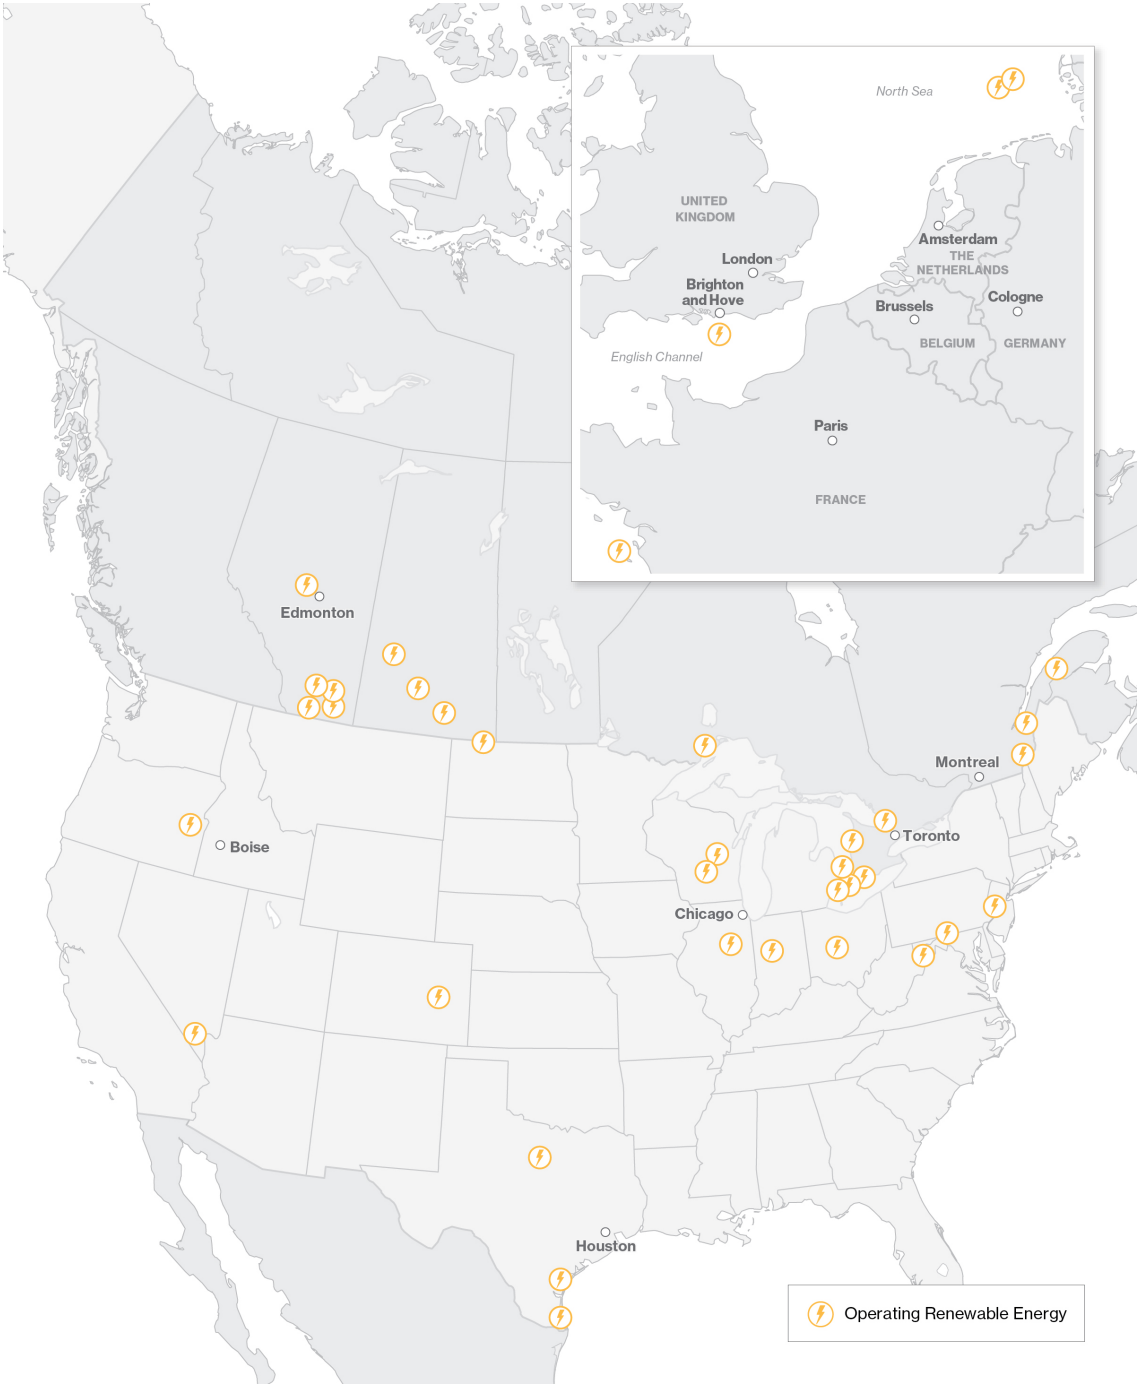 North Sea
UNITED
KINGDOM
Amsterdam
THE
NETHERLANDS
London
Brighton
and Hove
Brussels
Cologne
BELGIUM
GERMANY
English Channel
Paris
FRANCE
Edmonton
Montreal
Boise
Toronto
Chicago
Houston
Operating Renewable Energy